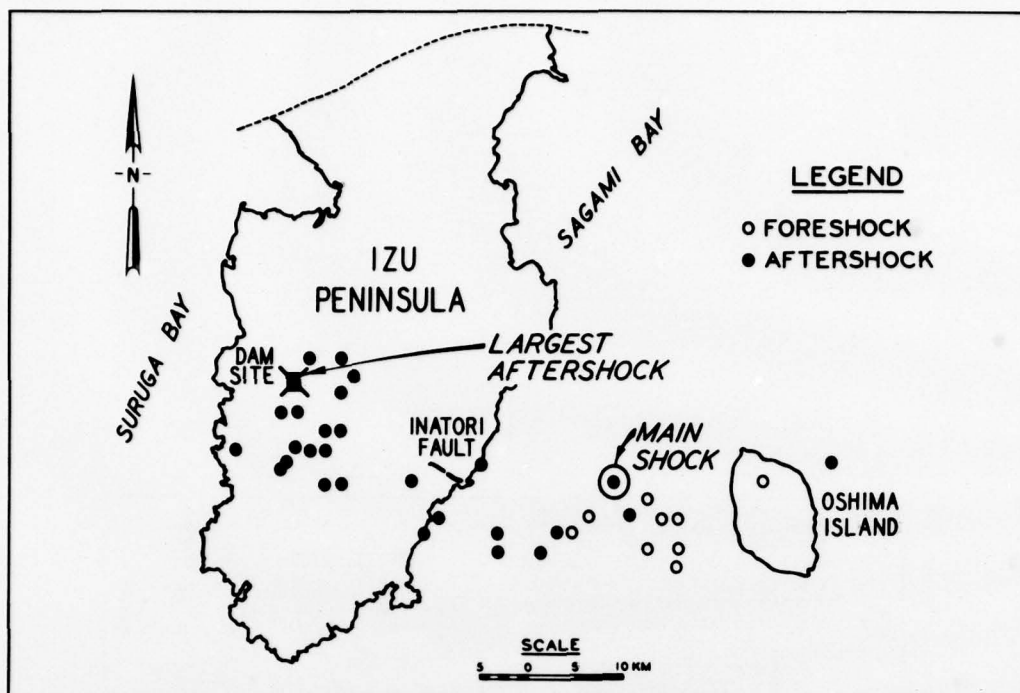 -N-
SAGAMI BAY
LEGEND
FORESHOCK
AFTERSHOCK
IZU
PENINSULA
SURUGA BAY
DAM
SITE
LARGEST
AFTERSHOCK
INATORI
FAULT
MAIN
SHOCK
OSHIMA
ISLAND
SCALE
5 0 5 10 KM